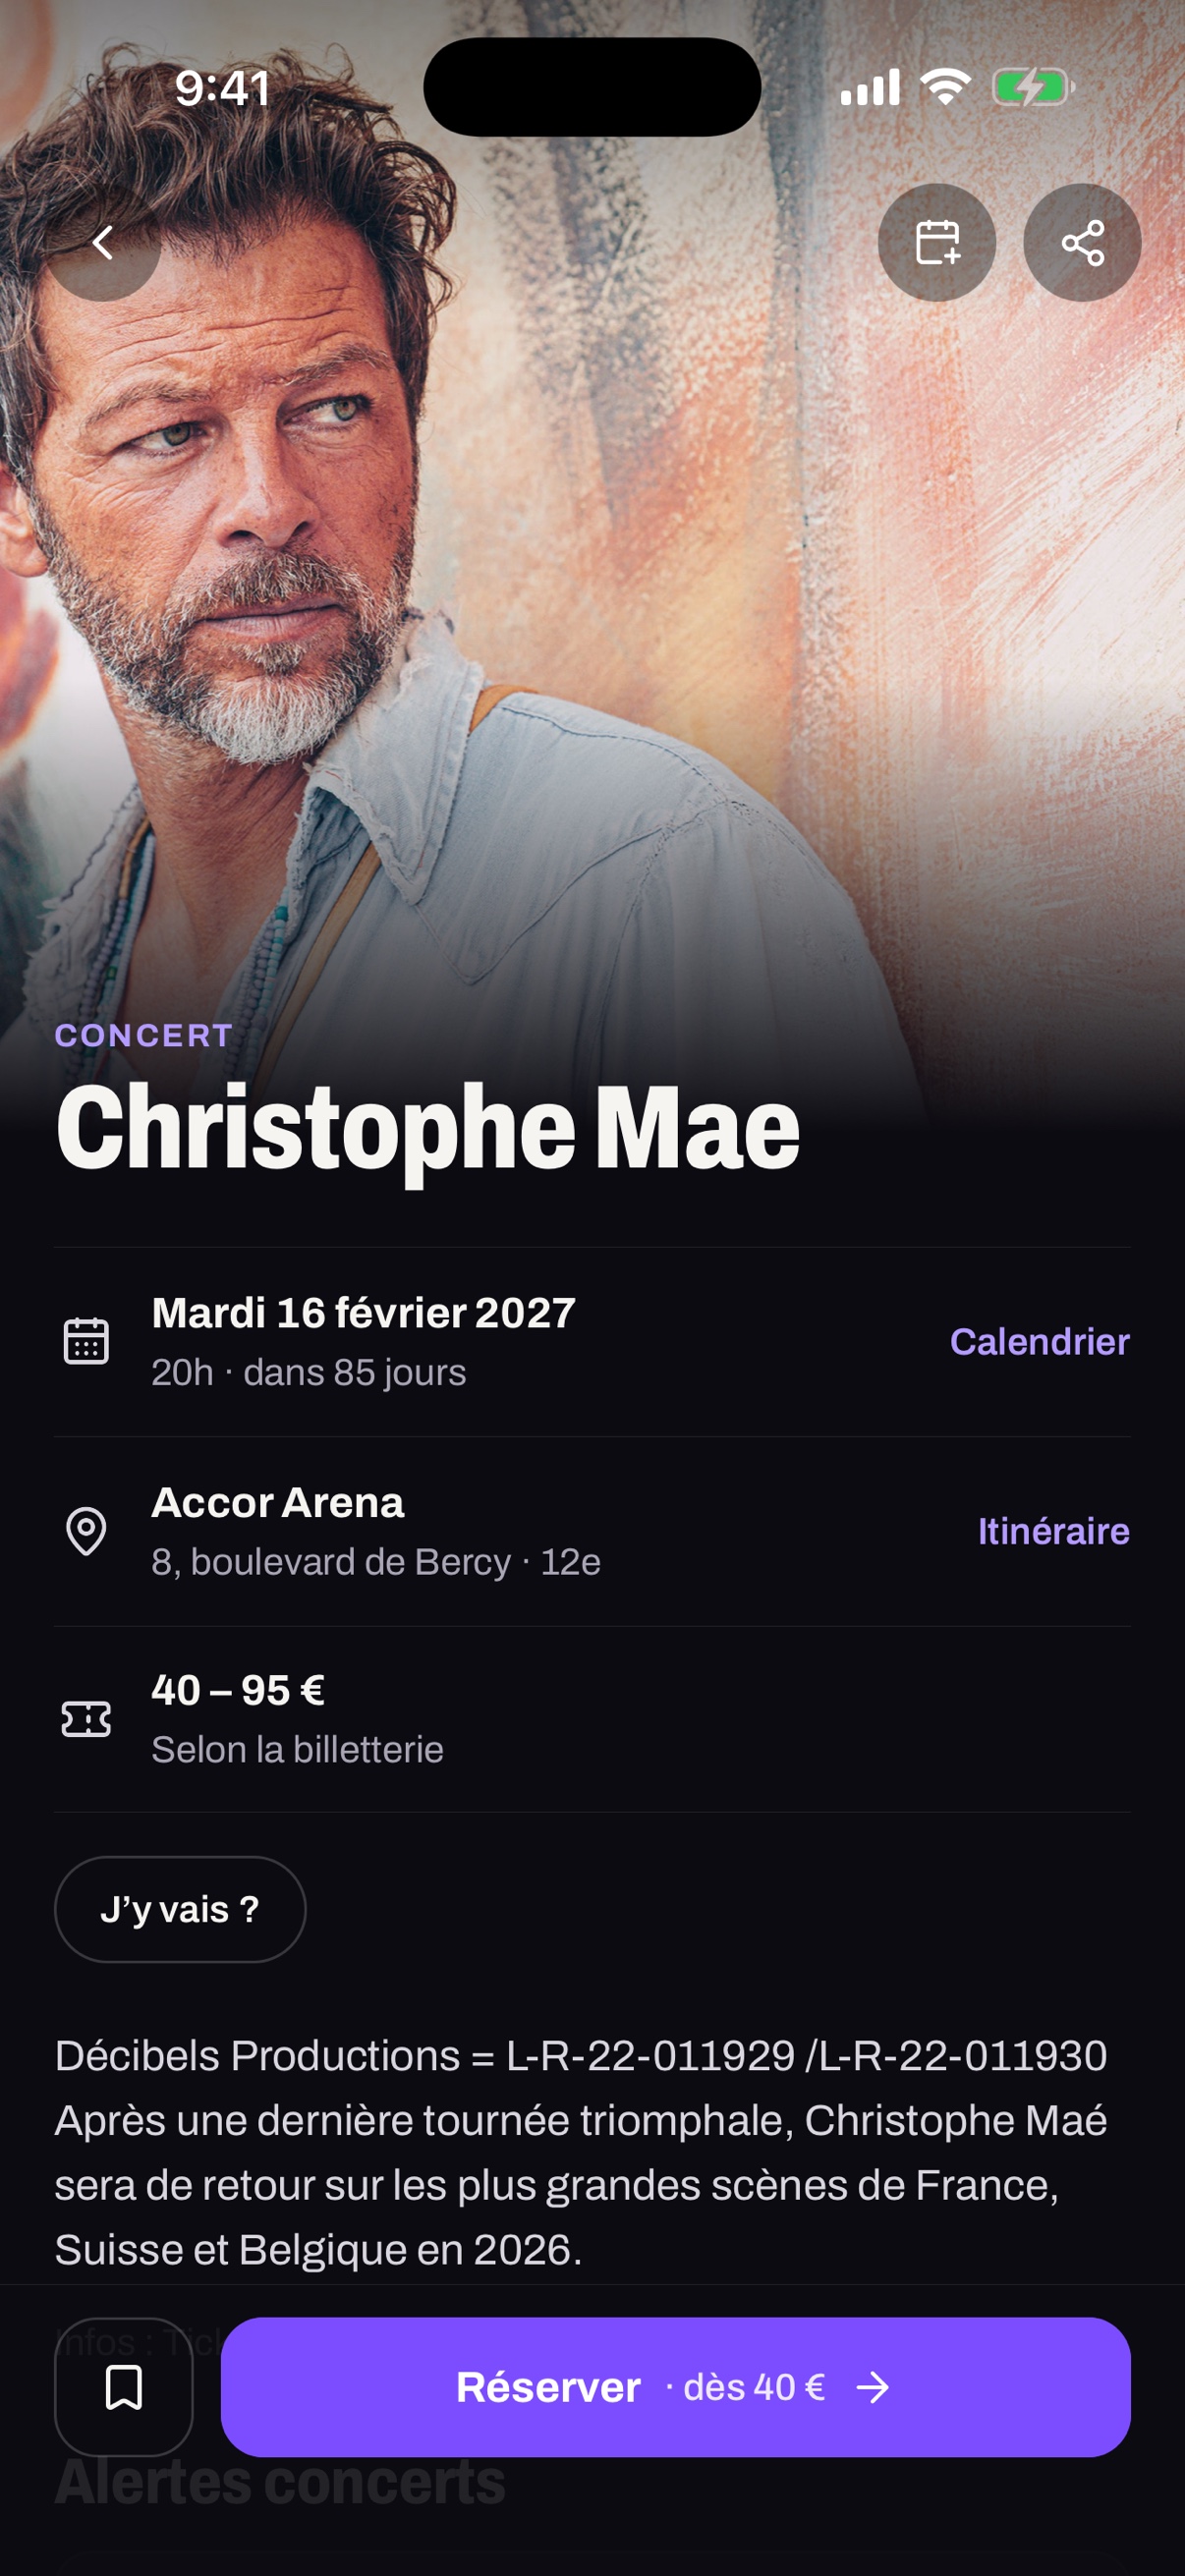 9:41
CONCERT
Christophe Mae
Mardi 16 février 2027
20h · dans 85 jours
Calendrier
Accor Arena
8, boulevard de Bercy · 12e
Itinéraire
40 – 95 €
Selon la billetterie
J’y vais ?
Décibels Productions = L-R-22-011929 /L-R-22-011930
Après une dernière tournée triomphale, Christophe Maé
sera de retour sur les plus grandes scènes de France,
Suisse et Belgique en 2026.
Infos :
Réserver · dès 40 €
Alertes concerts